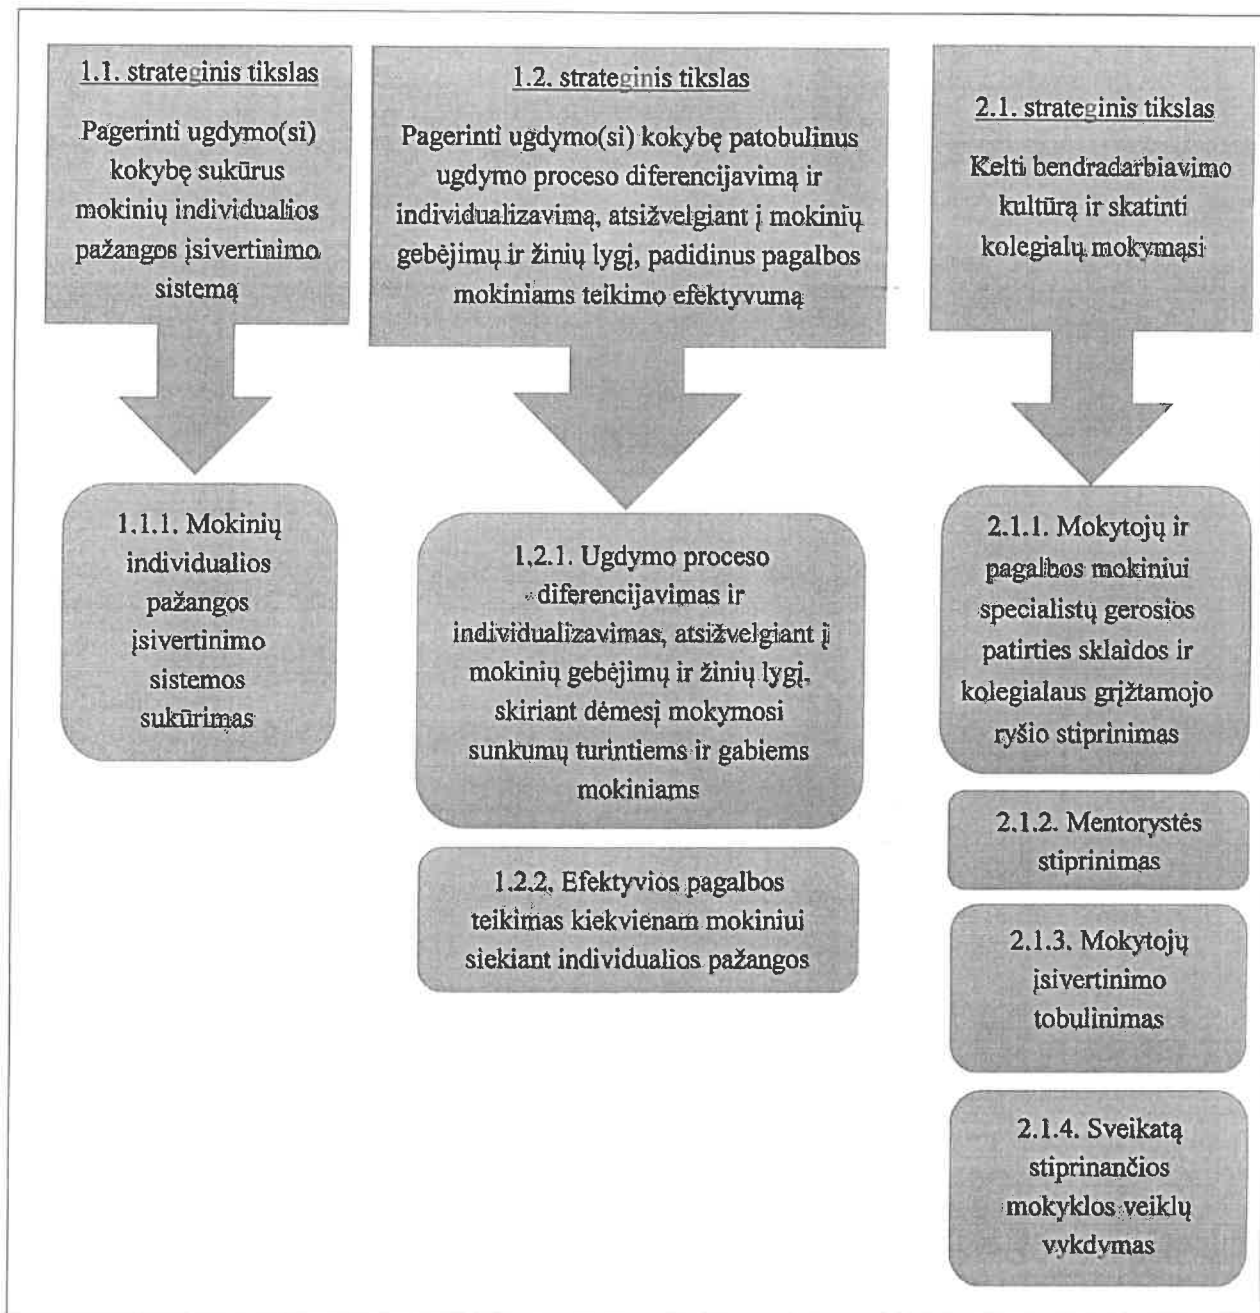 1.1. strateginis tikslas
Pagerinti ugdymo(si)
kokybę sukūrus
mokinių individualios
pažangos įsivertinimo
sistemą
1.2. strateginis tikslas
Pagerinti ugdymo(si) kokybę patobulinus
ugdymo proceso diferencijavimą ir
individualizavimą, atsižvelgiant į mokinių
gebėjimų ir žinių lygį, padidinus pagalbos
mokiniams teikimo efektyvumą
2.1. strateginis tikslas
Kelti bendradarbiavimo
kultūrą ir skatinti
kolegialų mokymąsi
1.1.1. Mokinių
individualios
pažangos
įsivertinimo
sistemos
sukūrimas
1.2.1. Ugdymo proceso
diferencijavimas ir
individualizavimas, atsižvelgiant į
mokinių gebėjimų ir žinių lygį,
skiriant dėmesį mokymosi
sunkumų turintiems ir gabiems
mokiniams
1.2.2. Efektyvios pagalbos
teikimas kiekvienam mokiniui
siekiant individualios pažangos
2.1.1. Mokytojų ir
pagalbos mokiniui
specialistų gerosios
patirties sklaidos ir
kolegialaus grįžtamojo
ryšio stiprinimas
2.1.2. Mentorystės
stiprinimas
2.1.3. Mokytojų
įsivertinimo
tobulinimas
2.1.4. Sveikatą
stiprinančios
mokyklos veiklų
vykdymas